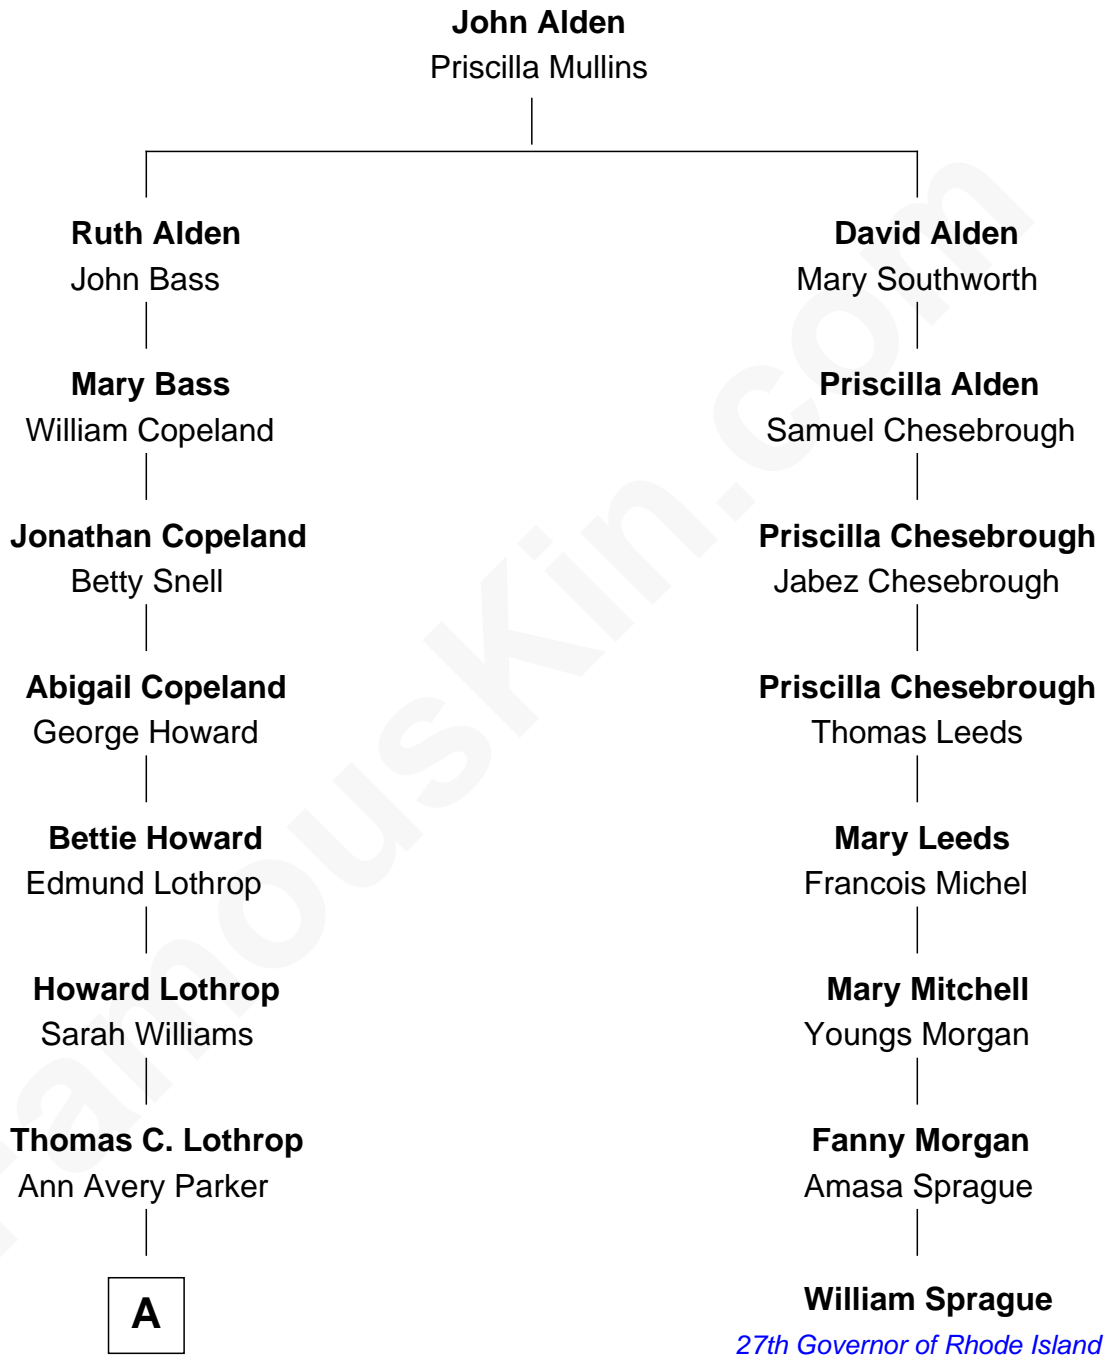 John Alden
Priscilla Mullins
Ruth Alden
John Bass
David Alden
Mary Southworth
Mary Bass
William Copeland
Priscilla Alden
Samuel Chesebrough
Jonathan Copeland
Betty Snell
Priscilla Chesebrough
Jabez Chesebrough
Abigail Copeland
George Howard
Priscilla Chesebrough
Thomas Leeds
Bettie Howard
Edmund Lothrop
Mary Leeds
Francois Michel
Howard Lothrop
Sarah Williams
Mary Mitchell
Youngs Morgan
Thomas C. Lothrop
Ann Avery Parker
Fanny Morgan
Amasa Sprague
A
William Sprague
27th Governor of Rhode Island
FamousKin.com